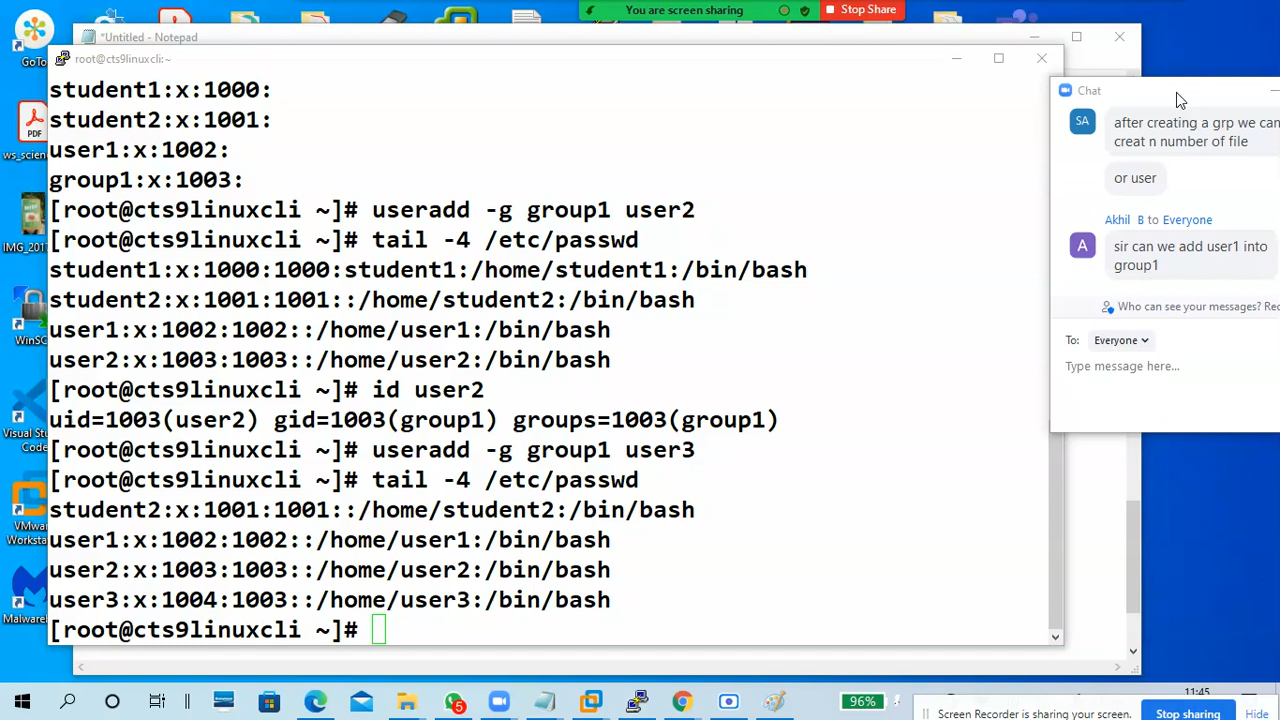 You are screen sharing
Stop Share
*Untitled - Notepad
GoTo
root@cts9linuxcli:~
student1:x:1000:
student2:x:1001:
user1:x:1002:
group1:x:1003:
[root@cts9linuxcli ~]# useradd -g group1 user2
[root@cts9linuxcli ~]# tail -4 /etc/passwd
student1:x:1000:1000:student1:/home/student1:/bin/bash
student2:x:1001:1001::/home/student2:/bin/bash
user1:x:1002:1002::/home/user1:/bin/bash
user2:x:1003:1003::/home/user2:/bin/bash
[root@cts9linuxcli ~]# id user2
uid=1003(user2) gid=1003(group1) groups=1003(group1)
[root@cts9linuxcli ~]# useradd -g group1 user3
[root@cts9linuxcli ~]# tail -4 /etc/passwd
student2:x:1001:1001::/home/student2:/bin/bash
user1:x:1002:1002::/home/user1:/bin/bash
user2:x:1003:1003::/home/user2:/bin/bash
user3:x:1004:1003::/home/user3:/bin/bash
[root@cts9linuxcli ~]#
Chat
SA
after creating a grp we can
creat n number of file
or user
Akhil B to Everyone
A
sir can we add user1 into
group1
Who can see your messages? Rec
To: Everyone
Type message here...
PDF
ws_scien
IMG_201
WinSC
Visual Stu
Code
VMwa
Workst
Malware
5
96%
11:45
Screen Recorder is sharing your screen.
Stop sharing
Hide